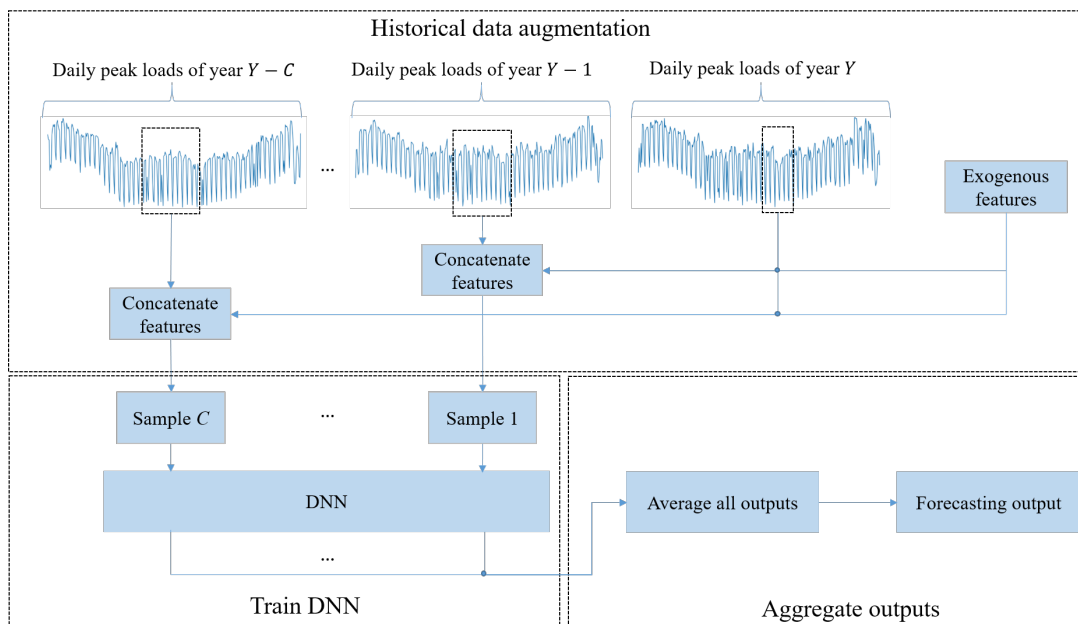 Historical data augmentation
Daily peak loads of year Y − C
Daily peak loads of year Y − 1
Daily peak loads of year Y
...
Exogenous
features
Concatenate
features
Concatenate
features
Sample C
...
Sample 1
DNN
...
Train DNN
Average all outputs
Forecasting output
Aggregate outputs